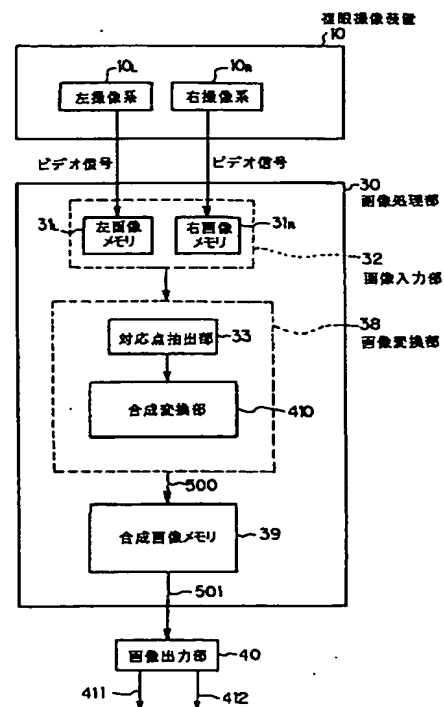 複眼撮像装置
10
10L
10R
左撮像系
右撮像系
ビデオ信号
ビデオ信号
30
画像処理部
31L
左画像
メモリ
右画像
メモリ
31R
32
画像入力部
38
画像変換部
対応点抽出部
33
合成変換部
410
500
合成画像メモリ
39
501
画像出力部
40
411
412